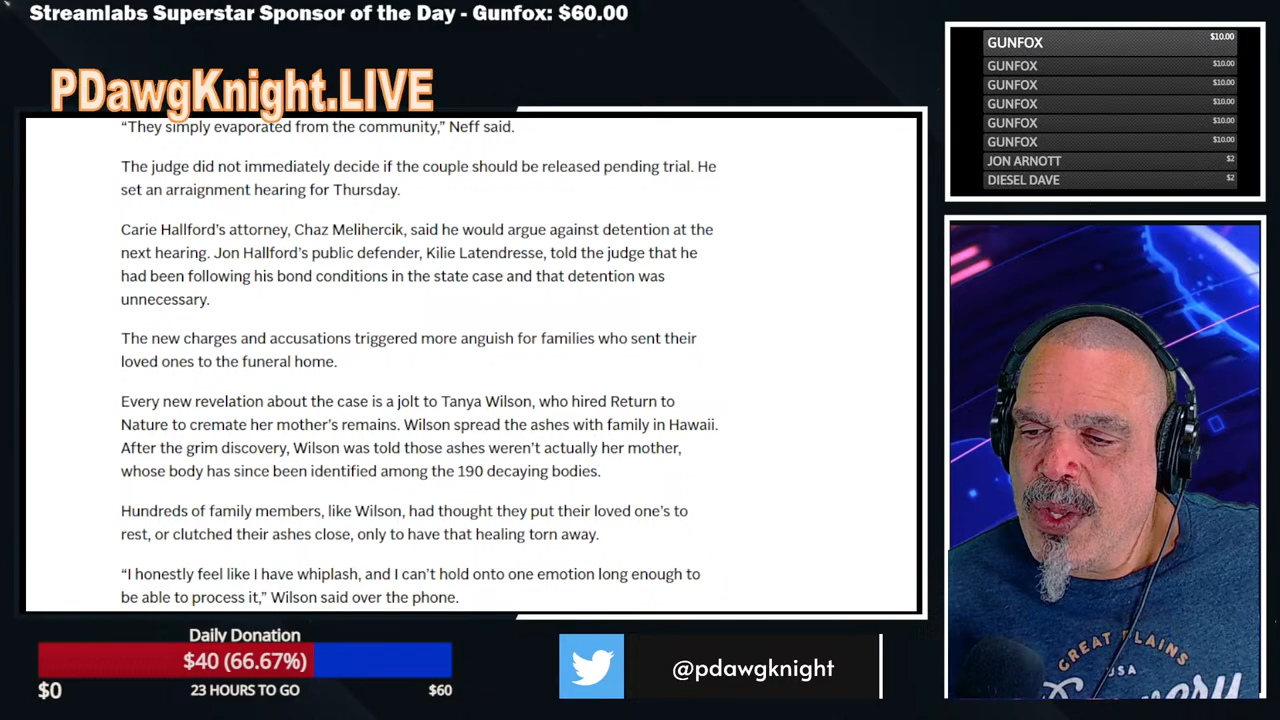 Streamlabs Superstar Sponsor of the Day - Gunfox: $60.00
PDawgKnight.LIVE
“They simply evaporated from the community,” Neff said.
The judge did not immediately decide if the couple should be released pending trial. He
set an arraignment hearing for Thursday.
Carie Hallford’s attorney, Chaz Melihercik, said he would argue against detention at the
next hearing. Jon Hallford’s public defender, Kilie Latendresse, told the judge that he
had been following his bond conditions in the state case and that detention was
unnecessary.
The new charges and accusations triggered more anguish for families who sent their
loved ones to the funeral home.
Every new revelation about the case is a jolt to Tanya Wilson, who hired Return to
Nature to cremate her mother’s remains. Wilson spread the ashes with family in Hawaii.
After the grim discovery, Wilson was told those ashes weren’t actually her mother,
whose body has since been identified among the 190 decaying bodies.
Hundreds of family members, like Wilson, had thought they put their loved one’s to
rest, or clutched their ashes close, only to have that healing torn away.
“I honestly feel like I have whiplash, and I can’t hold onto one emotion long enough to
be able to process it,” Wilson said over the phone.
GUNFOX $10.00
GUNFOX $10.00
GUNFOX $10.00
GUNFOX $10.00
GUNFOX $10.00
GUNFOX $10.00
JON ARNOTT $2
DIESEL DAVE $2
GREAT PLAINS
USA
Daily Donation
$40 (66.67%)
$0 23 HOURS TO GO $60
@pdawgknight